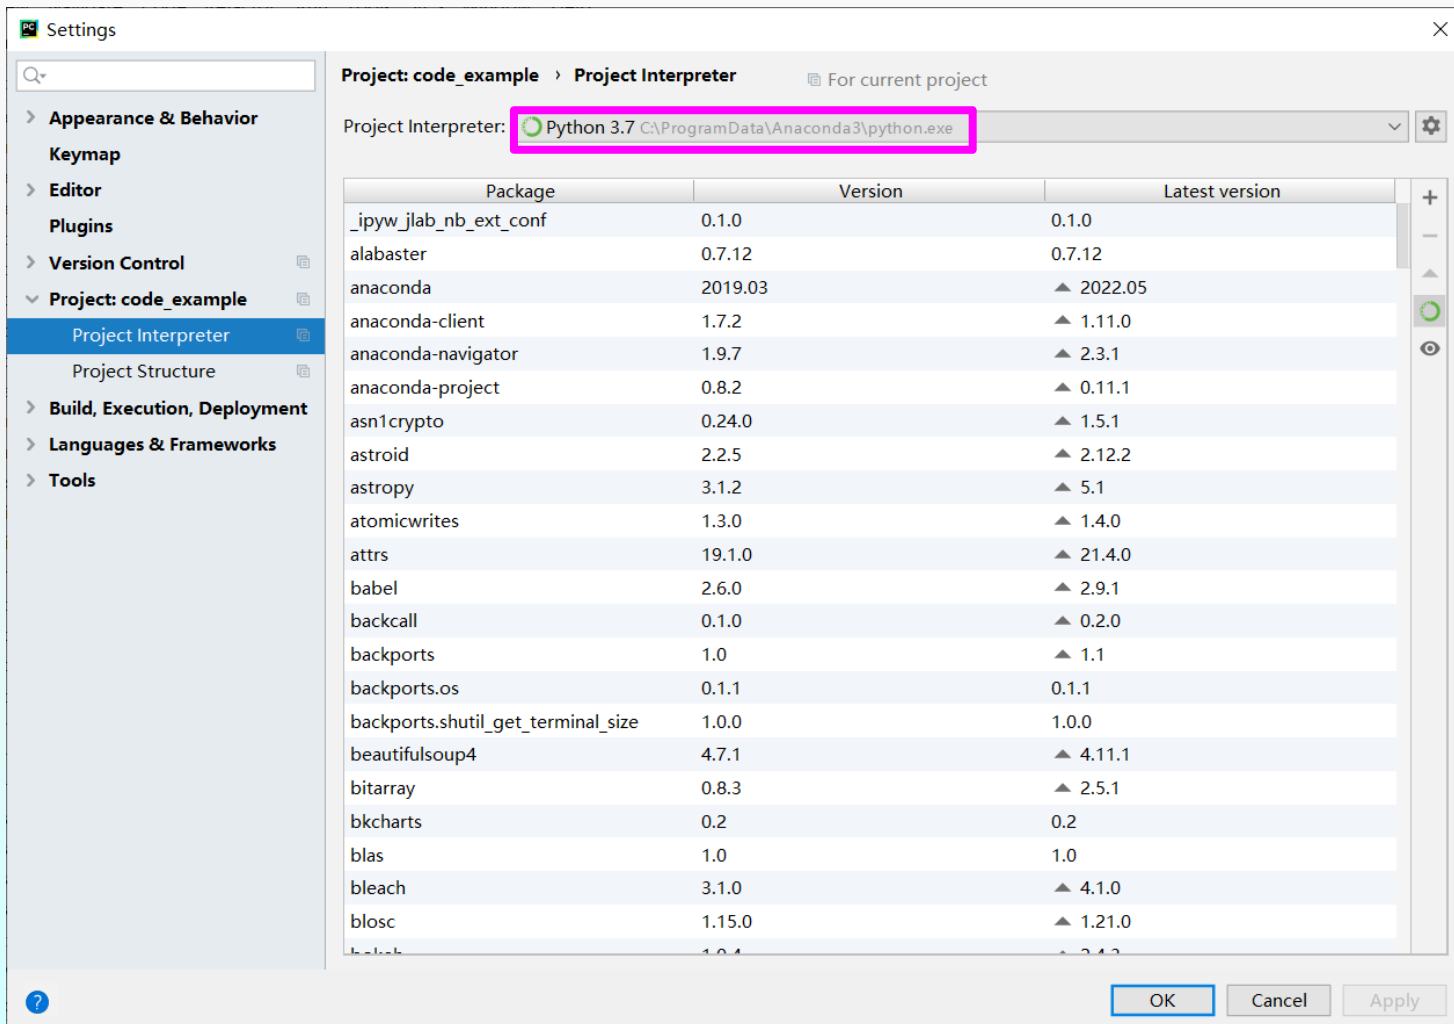 Settings
Project: code_example › Project Interpreter For current project
Appearance & Behavior
Keymap
Editor
Plugins
Version Control
Project: code_example
Project Interpreter
Project Structure
Build, Execution, Deployment
Languages & Frameworks
Tools
Project Interpreter: Python 3.7 C:\ProgramData\Anaconda3\python.exe
Package Version Latest version
_ipyw_jlab_nb_ext_conf 0.1.0 0.1.0
alabaster 0.7.12 0.7.12
anaconda 2019.03 2022.05
anaconda-client 1.7.2 1.11.0
anaconda-navigator 1.9.7 2.3.1
anaconda-project 0.8.2 0.11.1
asn1crypto 0.24.0 1.5.1
astroid 2.2.5 2.12.2
astropy 3.1.2 5.1
atomicwrites 1.3.0 1.4.0
attrs 19.1.0 21.4.0
babel 2.6.0 2.9.1
backcall 0.1.0 0.2.0
backports 1.0 1.1
backports.os 0.1.1 0.1.1
backports.shutil_get_terminal_size 1.0.0 1.0.0
beautifulsoup4 4.7.1 4.11.1
bitarray 0.8.3 2.5.1
bkcharts 0.2 0.2
blas 1.0 1.0
bleach 3.1.0 4.1.0
blosc 1.15.0 1.21.0
OK Cancel Apply